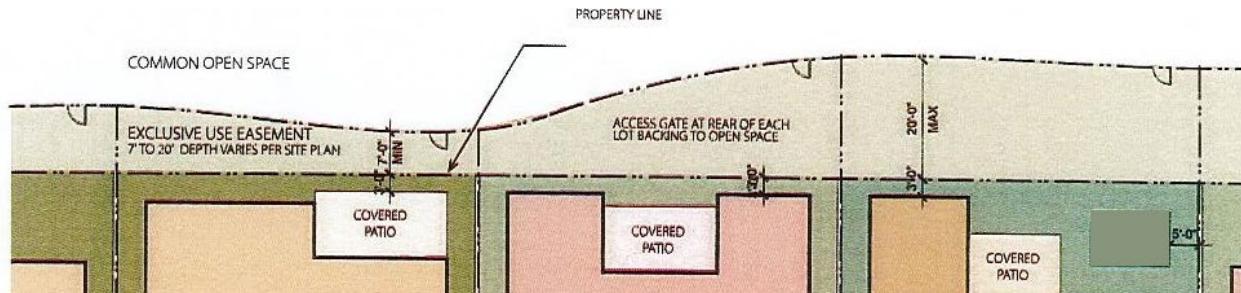 PROPERTY LINE
COMMON OPEN SPACE
EXCLUSIVE USE EASEMENT
7' TO 20' DEPTH VARIES PER SITE PLAN
7'-0"
MIN
3'-0"
ACCESS GATE AT REAR OF EACH
LOT BACKING TO OPEN SPACE
20'-0"
MAX
3'-0"
COVERED
PATIO
COVERED
PATIO
COVERED
PATIO
5'-0"